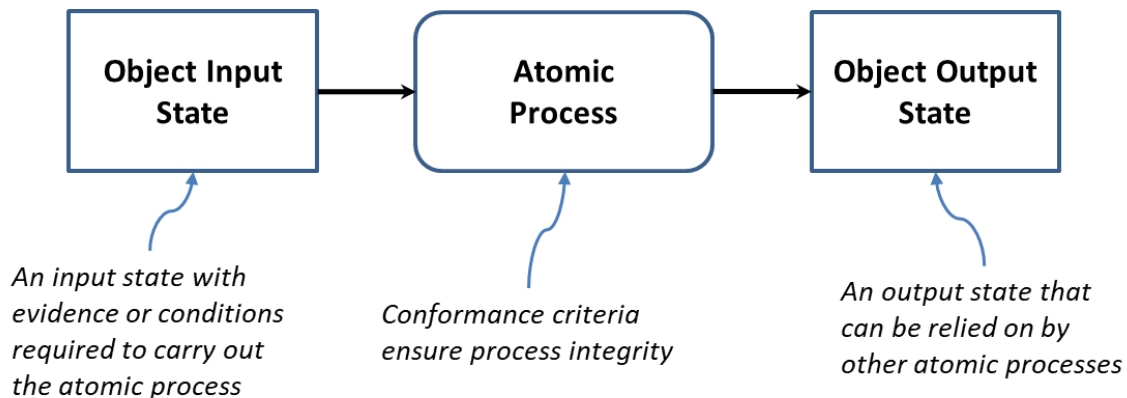 Object Input
State
Atomic
Process
Object Output
State
An input state with
evidence or conditions
required to carry out
the atomic process
Conformance criteria
ensure process integrity
An output state that
can be relied on by
other atomic processes